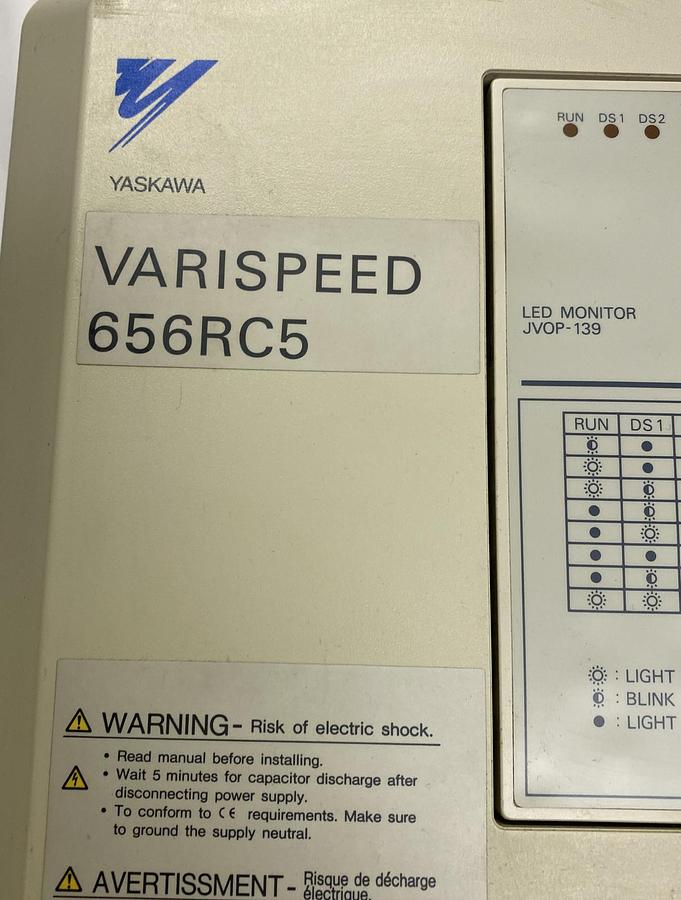 YASKAWA
VARISPEED
656RC5
WARNING - Risk of electric shock.
• Read manual before installing.
• Wait 5 minutes for capacitor discharge after
disconnecting power supply.
• To conform to CE requirements. Make sure
to ground the supply neutral.
AVERTISSMENT - Risque de décharge
électrique.
RUN DS1 DS2
LED MONITOR
JVOP-139
RUN DS1
: LIGHT
: BLINK
: LIGHT